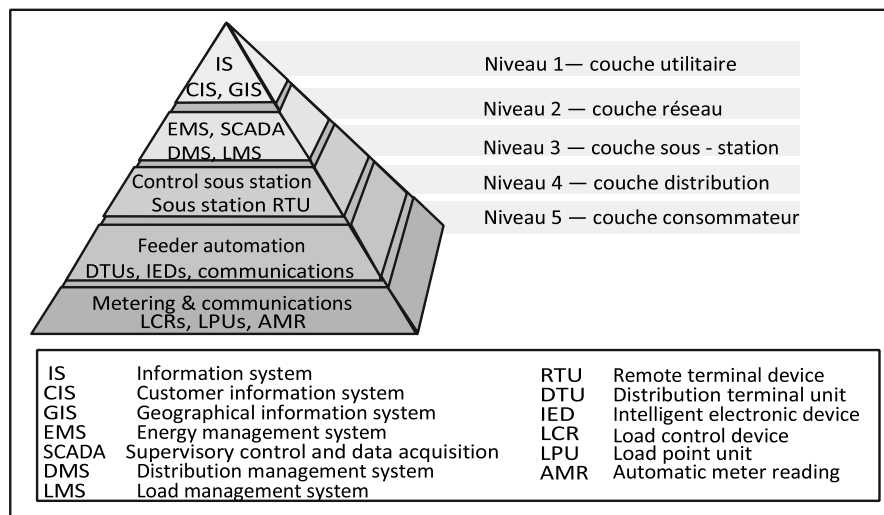 IS
CIS, GIS
EMS, SCADA
DMS, LMS
Control sous station
Sous station RTU
Feeder automation
DTUs, IEDs, communications
Metering & communications
LCRs, LPUs, AMR
Niveau 1— couche utilitaire
Niveau 2 — couche réseau
Niveau 3 — couche sous - station
Niveau 4 — couche distribution
Niveau 5 — couche consommateur
IS Information system
CIS Customer information system
GIS Geographical information system
EMS Energy management system
SCADA Supervisory control and data acquisition
DMS Distribution management system
LMS Load management system
RTU Remote terminal device
DTU Distribution terminal unit
IED Intelligent electronic device
LCR Load control device
LPU Load point unit
AMR Automatic meter reading